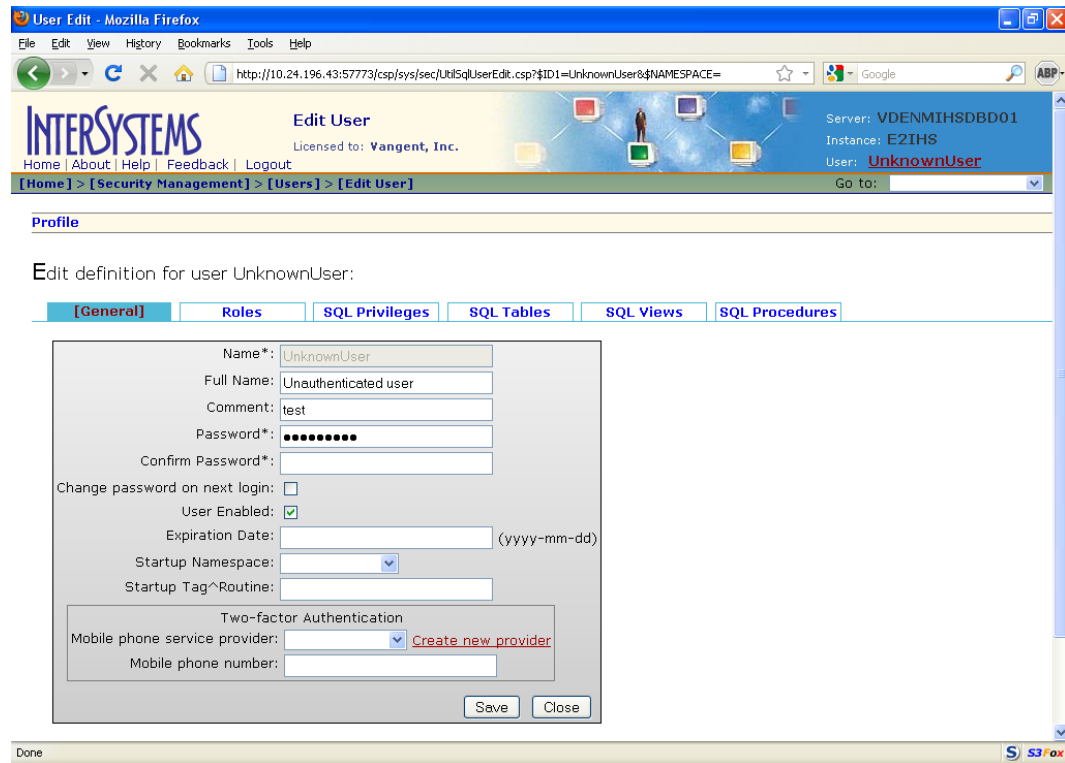 User Edit - Mozilla Firefox
File Edit View History Bookmarks Tools Help
http://10.24.196.43:57773/csp/sys/sec/UtilSqlUserEdit.csp?$ID1=UnknownUser&$NAMESPACE=
Google
ABP
INTERSYSTEMS
Edit User
Licensed to: Vangent, Inc.
Server: VDENMIHSDBD01
Instance: E2IHS
User: UnknownUser
Home | About | Help | Feedback | Logout
[Home] > [Security Management] > [Users] > [Edit User]
Go to:
Profile
Edit definition for user UnknownUser:
[General] Roles SQL Privileges SQL Tables SQL Views SQL Procedures
Name*: UnknownUser
Full Name: Unauthenticated user
Comment: test
Password*: ●●●●●●●●●
Confirm Password*:
Change password on next login:
User Enabled:
Expiration Date: (yyyy-mm-dd)
Startup Namespace:
Startup Tag^Routine:
Two-factor Authentication
Mobile phone service provider: Create new provider
Mobile phone number:
Save Close
Done
S S3Fox